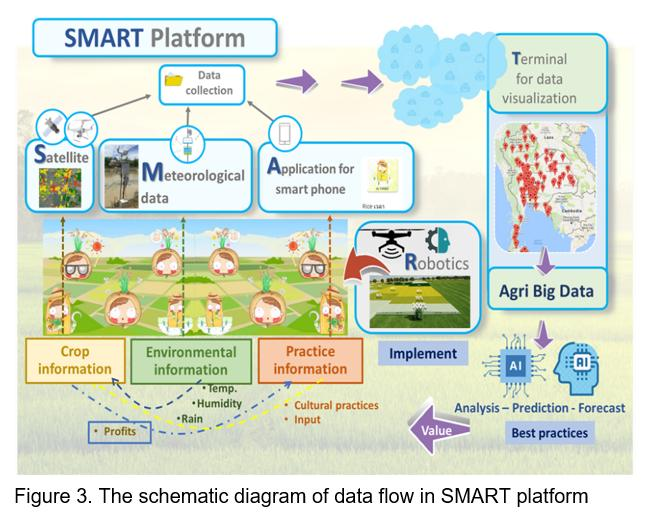 SMART Platform
Data
collection
Terminal
for data
visualization
Satellite
Meteorological
data
Application for
smart phone
Robotics
Agri Big Data
Crop
information
Environmental
information
Practice
information
Implement
AI
AI
• Temp.
• Humidity
• Rain
• Cultural practices
• Input
• Profits
Value
Analysis – Prediction - Forecast
Best practices
Figure 3. The schematic diagram of data flow in SMART platform